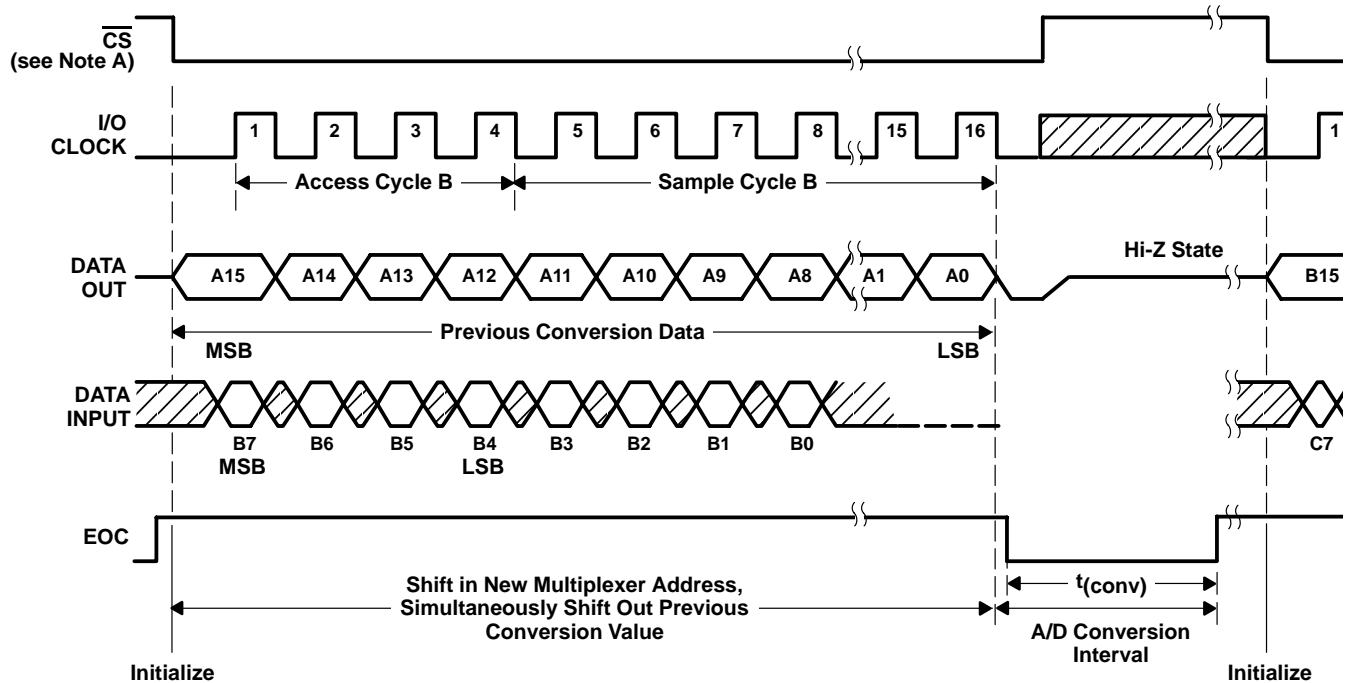 CS
(see Note A)
I/O
CLOCK
1 2 3 4 5 6 7 8 15 16 1
Access Cycle B Sample Cycle B
Hi-Z State
DATA
OUT
A15 A14 A13 A12 A11 A10 A9 A8 A1 A0 B15
Previous Conversion Data
MSB LSB
DATA
INPUT
B7 B6 B5 B4 B3 B2 B1 B0 C7
MSB LSB
EOC
Shift in New Multiplexer Address,
Simultaneously Shift Out Previous
Conversion Value
t(conv)
A/D Conversion
Interval
Initialize Initialize